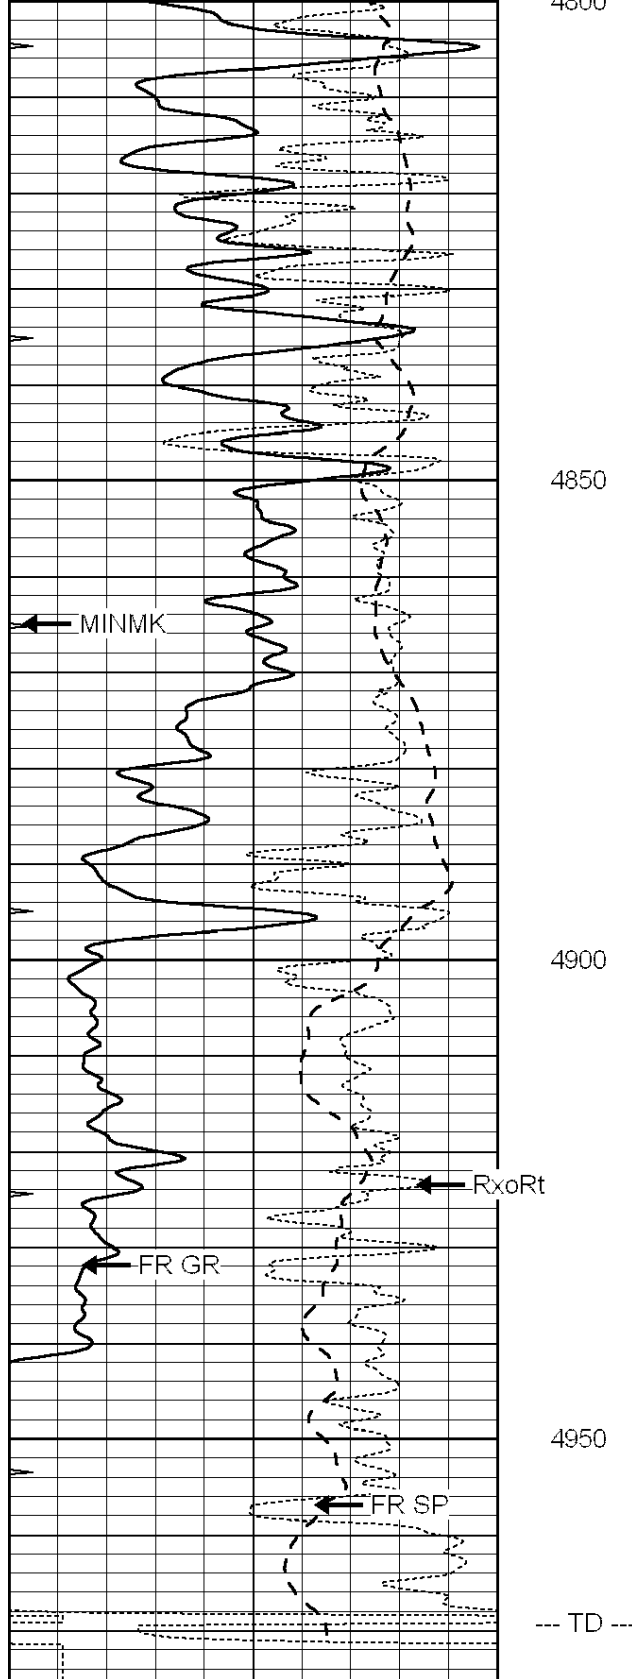 4800
4850
MINMK
4900
RxoRt
FR GR
4950
FR SP
--- TD ---